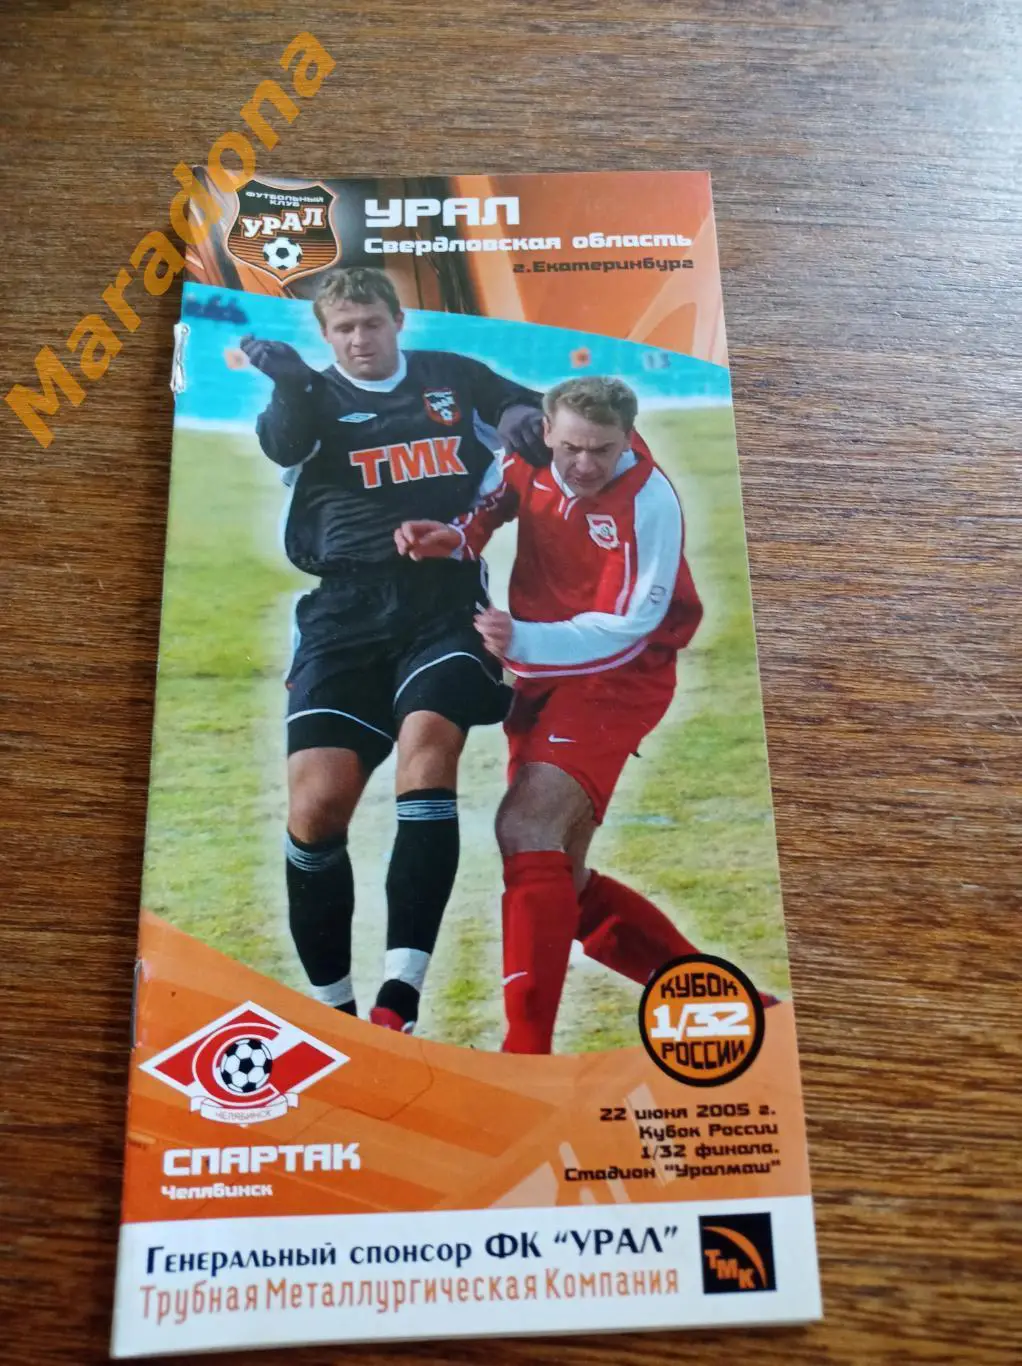 Maradona
ФУТБОЛЬНЫЙ
КЛУБ
УРАЛ
УРАЛ
Свердловская область
г.Екатеринбург
ТМК
КУБОК
1/32
РОССИИ
С
ЧЕЛЯБИНСК
СПАРТАК
Челябинск
22 июня 2005 г.
Кубок России
1/32 финала.
Стадион "Уралмаш"
Генеральный спонсор ФК "УРАЛ"
Трубная Металлургическая Компания
ТМК